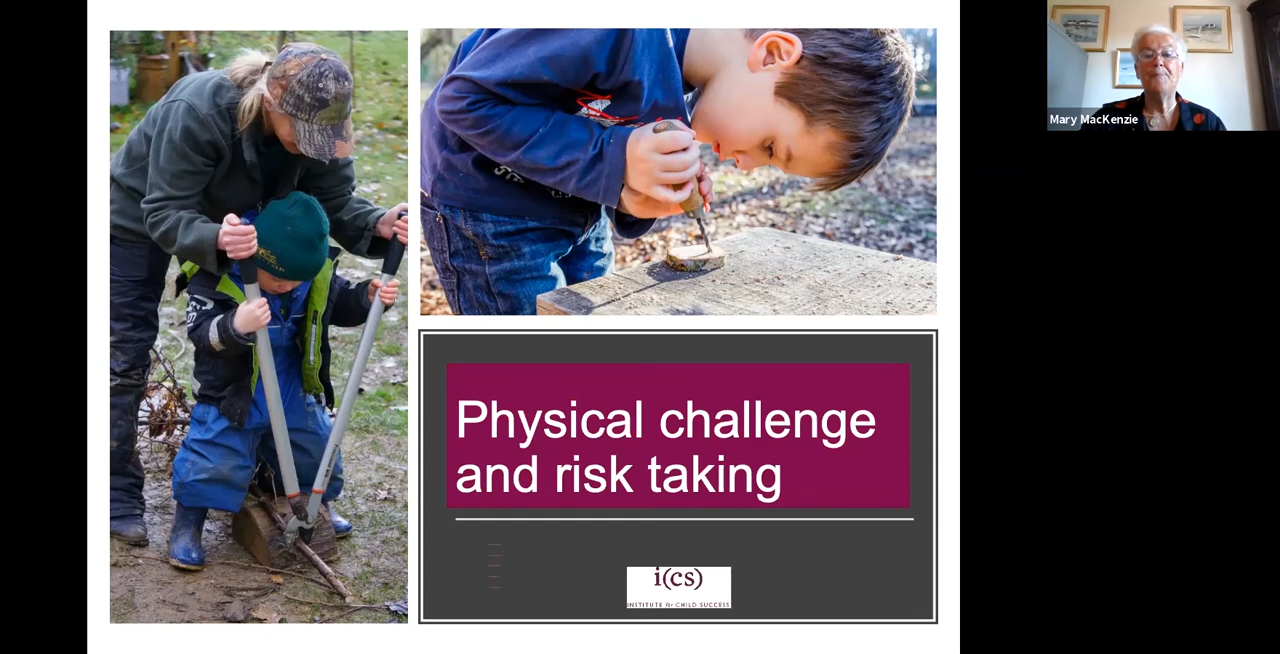 Mary MacKenzie
Physical challenge
and risk taking
i(cs)
INSTITUTE for CHILD SUCCESS